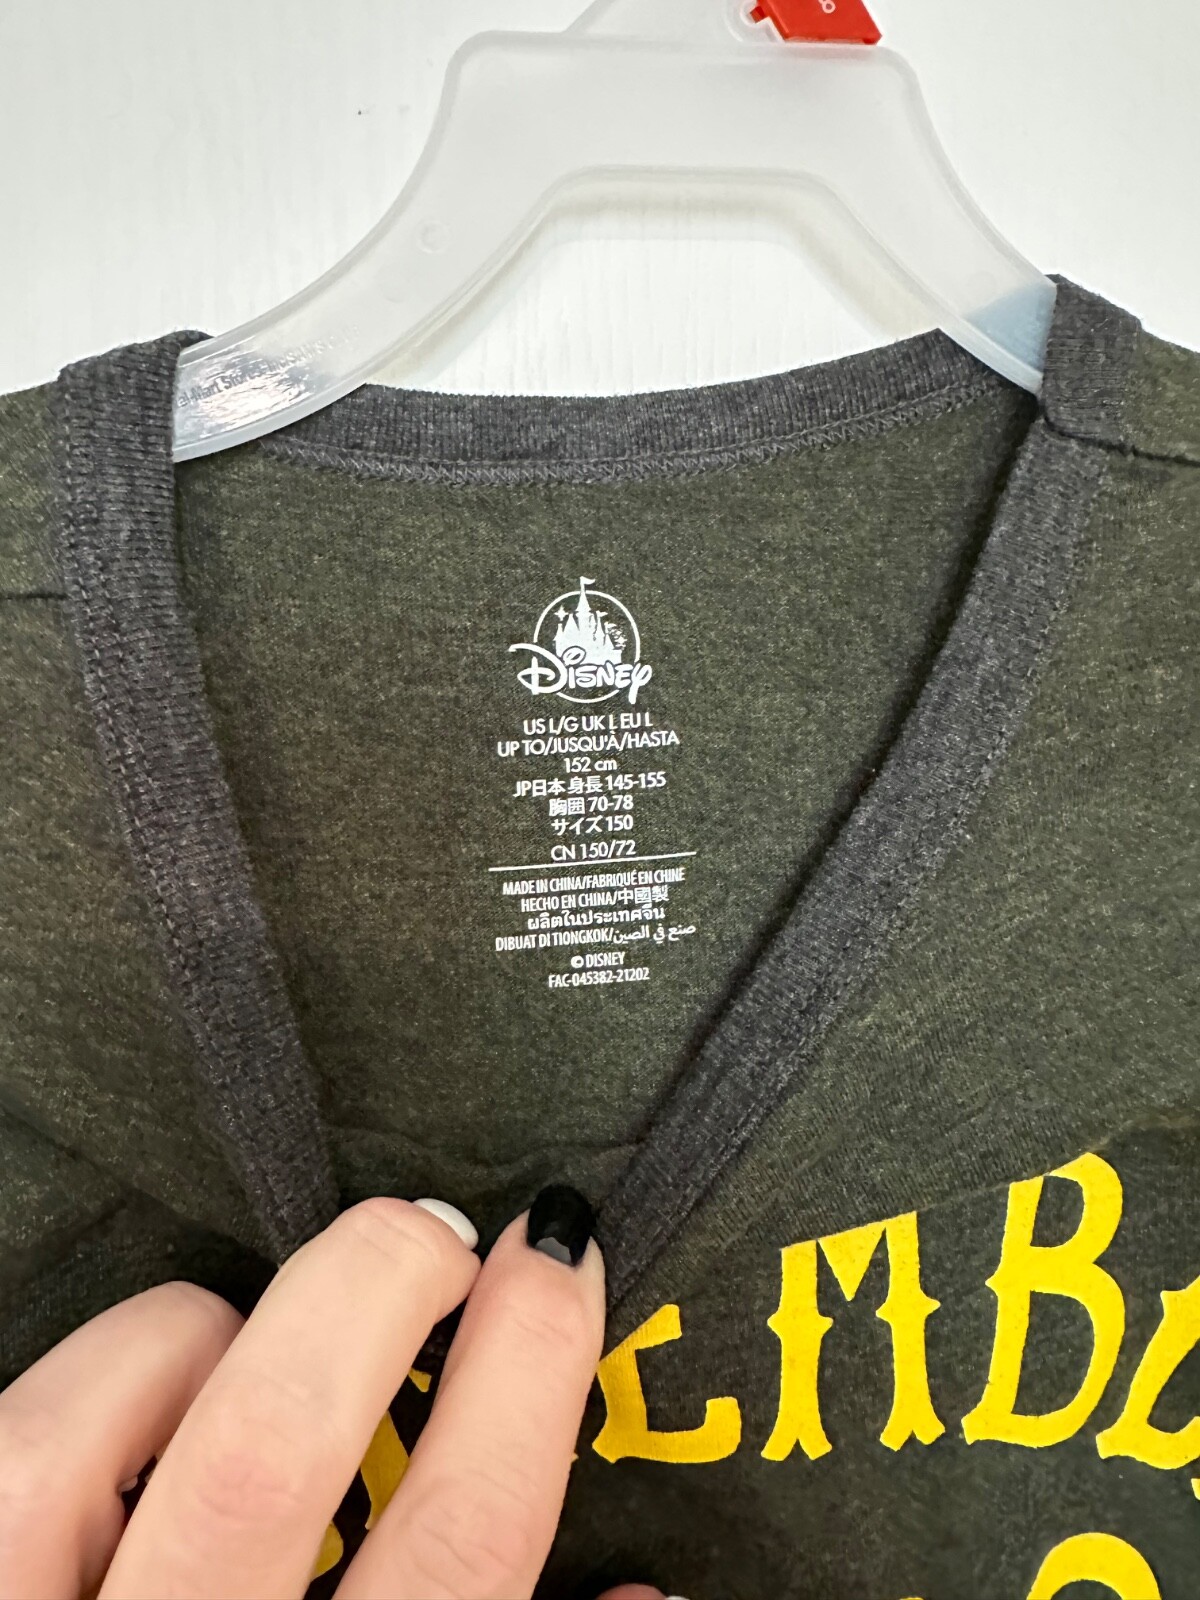 DISNEY
US L/G UK L EU L
UP TO/JUSQU'À/HASTA
152 cm
JP日本 身長 145-155
胸囲 70-78
サイズ 150
CN 150/72
MADE IN CHINA/FABRIQUÉ EN CHINE
HECHO EN CHINA/中國製
ผลิตในประเทศจีน
DIBUAT DI TIONGKOK/صنع في الصين
© DISNEY
FAC-045382-21202